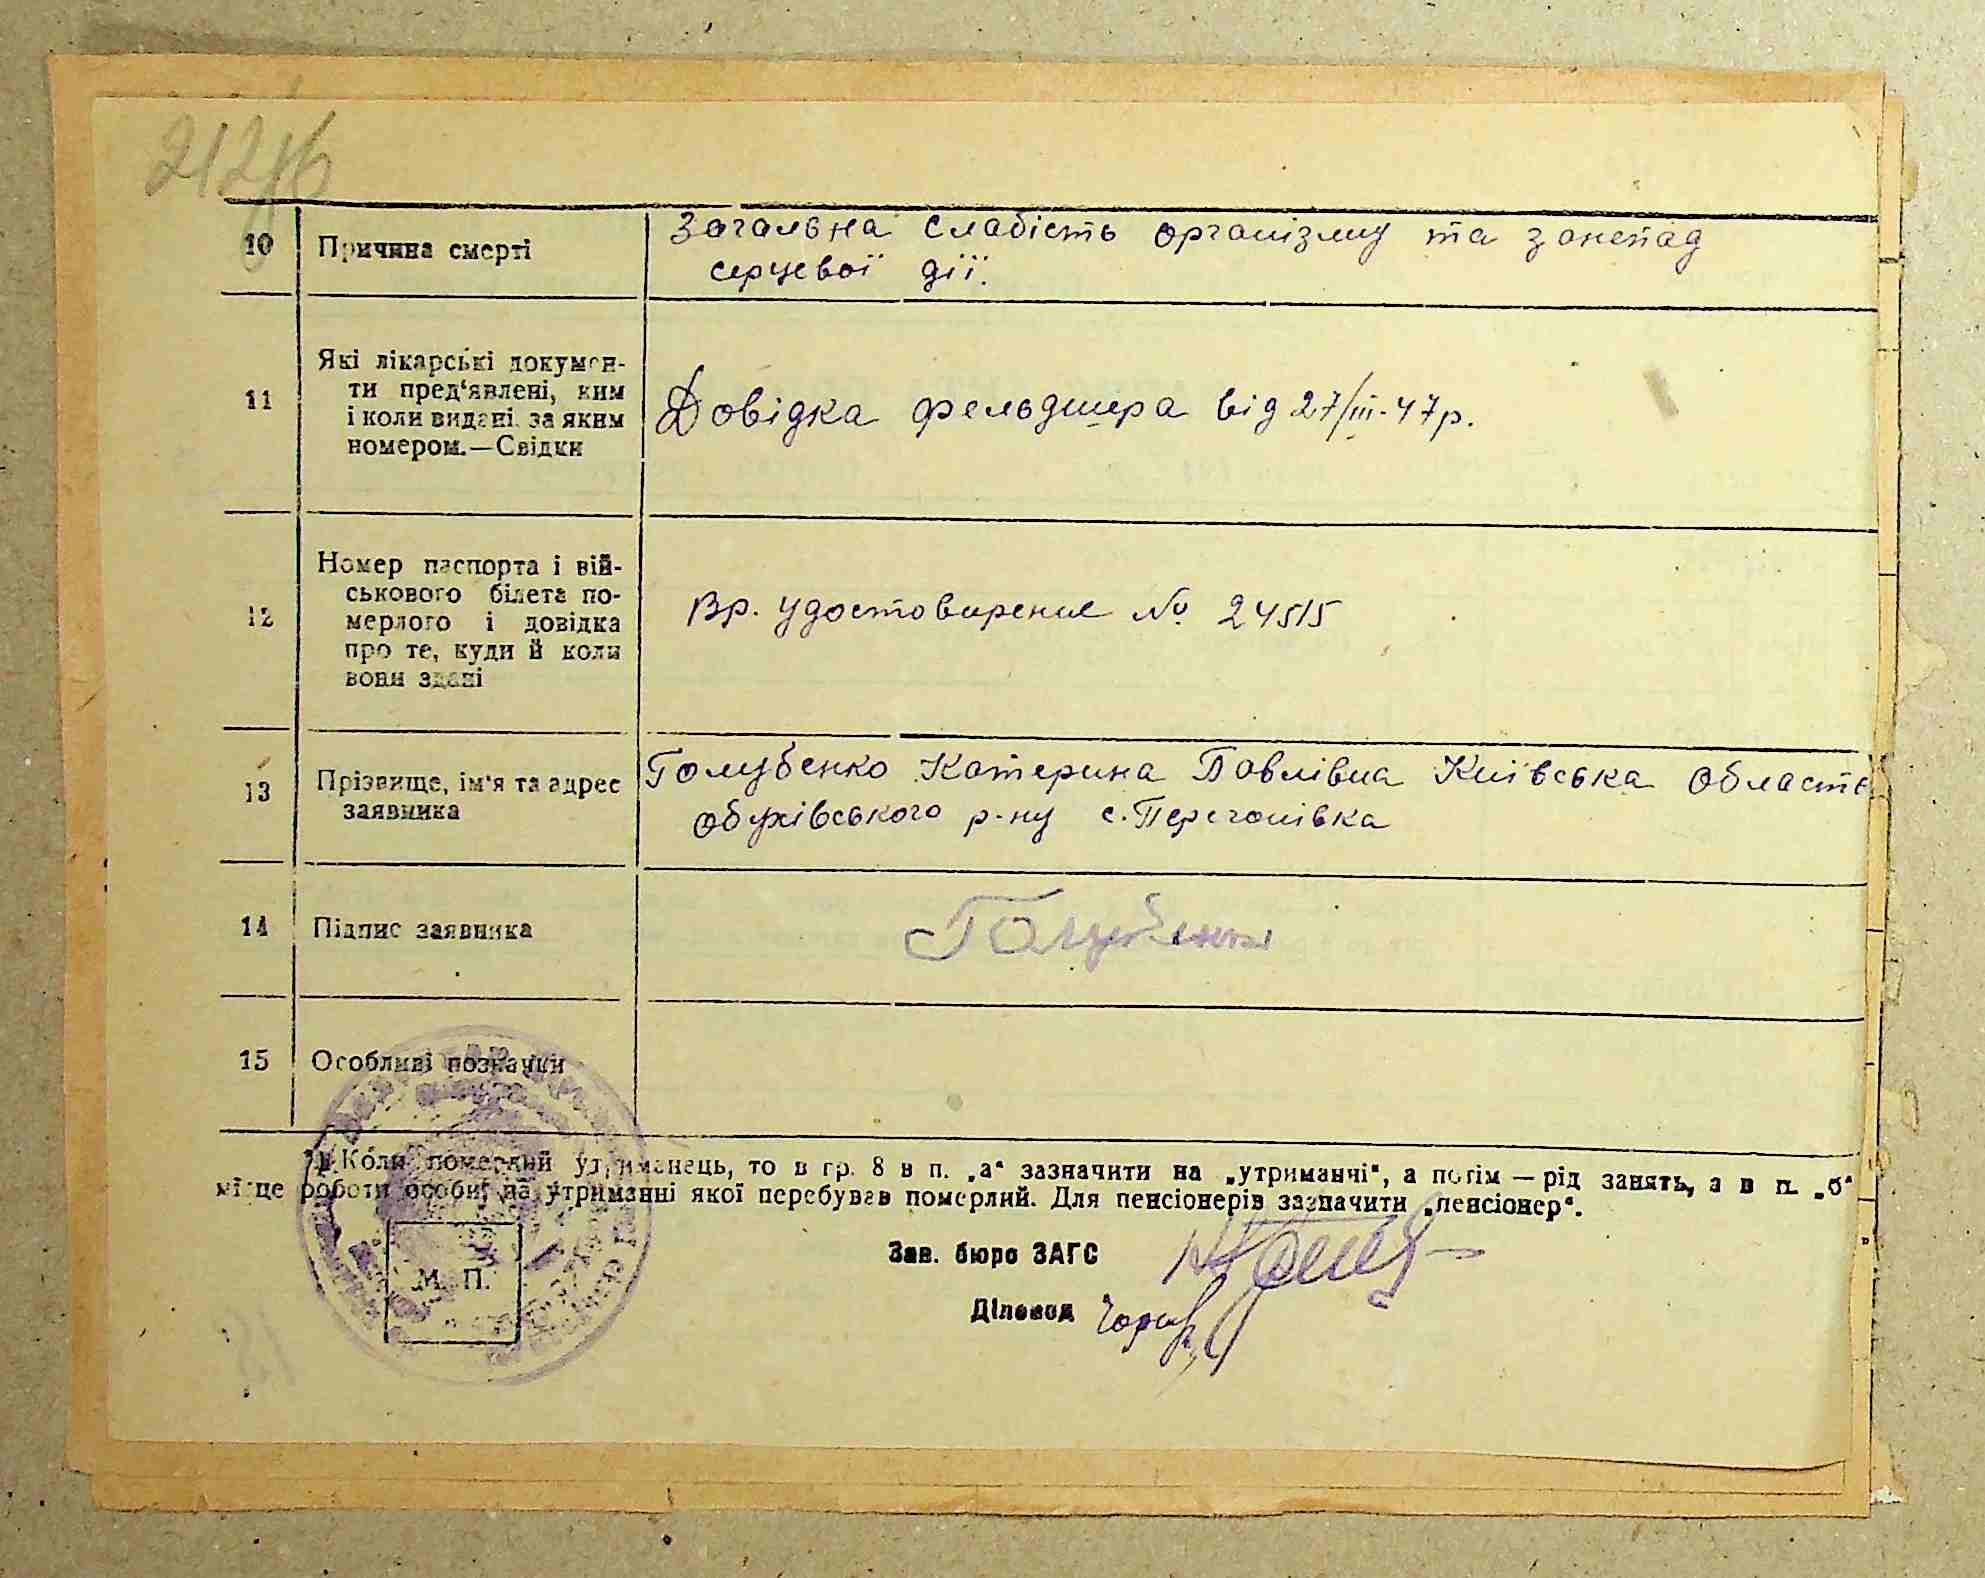 10 Причина смерті Загальна слабість організму та занепад
серцевої дії.
11 Які лікарські докумен-
ти пред'явлені, ким
і коли видані за яким
номером.—Свідки
Довідка фельдшера від 27/III-47р.
12 Номер паспорта і вій-
ськового білета по-
мерлого і довідка
про те, куди й коли
вони здані
Вр. удостоверение № 24515
13 Прізвище, ім'я та адрес
заявника
Голубенко Катерина Павлівна Київська область
обухівського р-ну с. Перегонівка
14 Підпис заявника
Голубенко
15 Особливі позначки
Коли померлий утриманець, то в гр. 8 в п. „а“ зазначити на „утриманні“, а потім — рід занять, а в п. „б“
місце роботи особи, на утриманні якої перебував померлий. Для пенсіонерів зазначити „пенсіонер“.
М. П.
Зав. бюро ЗАГС
Діловод